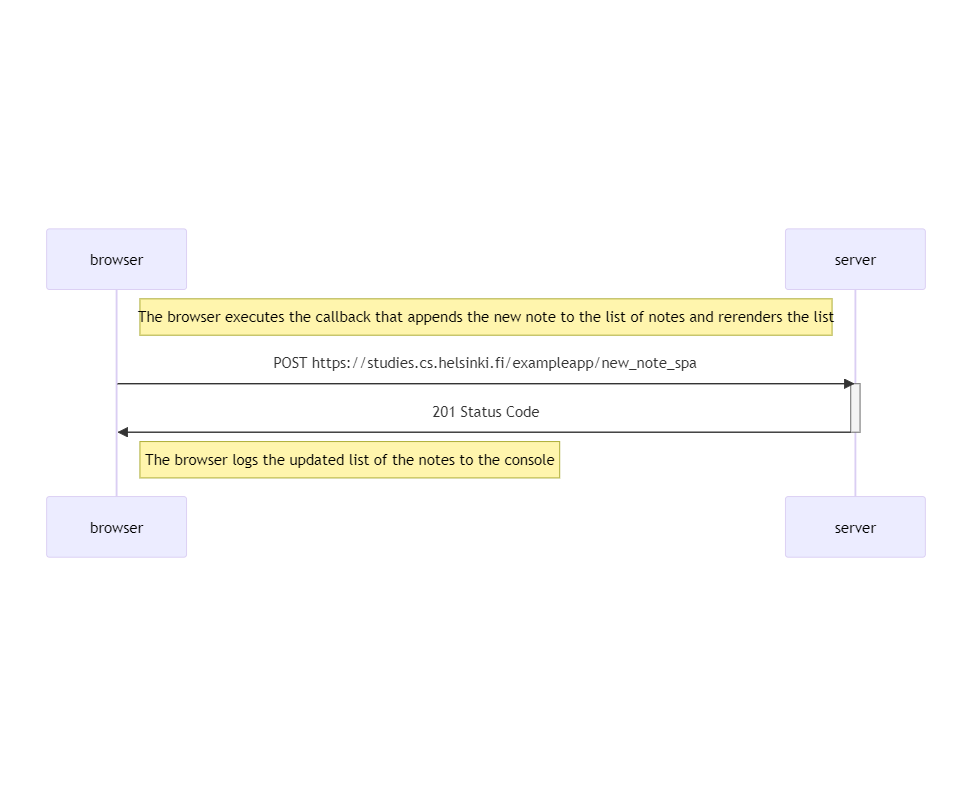 browser
server
The browser executes the callback that appends the new note to the list of notes and rerenders the list
POST https://studies.cs.helsinki.fi/exampleapp/new_note_spa
201 Status Code
The browser logs the updated list of the notes to the console
browser
server